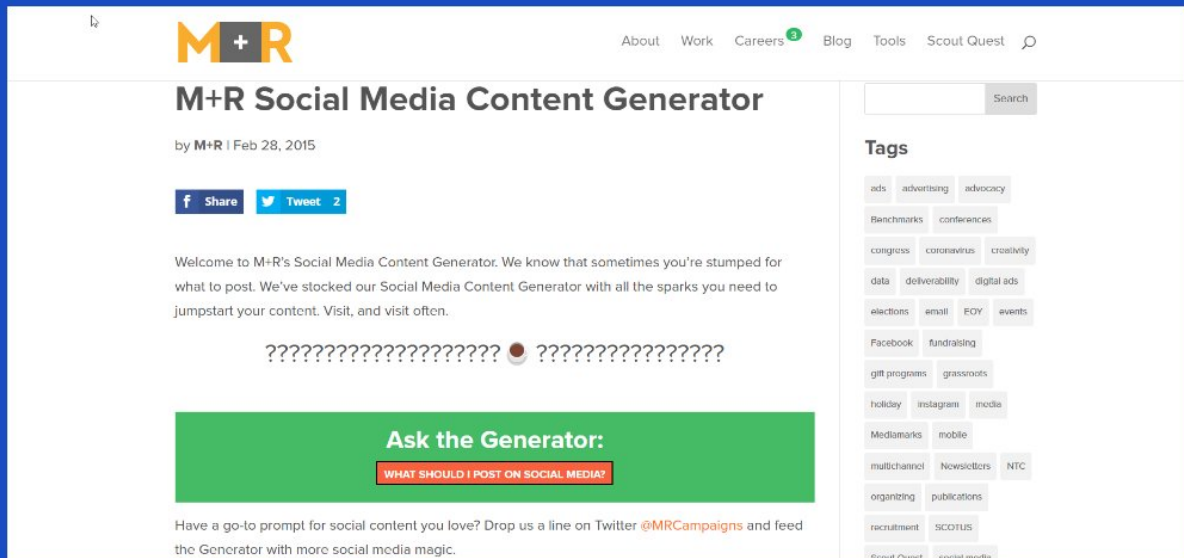 M+R
About Work Careers 3 Blog Tools Scout Quest
M+R Social Media Content Generator
by M+R | Feb 28, 2015
f Share Tweet 2
Welcome to M+R's Social Media Content Generator. We know that sometimes you're stumped for
what to post. We've stocked our Social Media Content Generator with all the sparks you need to
jumpstart your content. Visit, and visit often.
???????????????????? ????????????????
Ask the Generator:
WHAT SHOULD I POST ON SOCIAL MEDIA?
Have a go-to prompt for social content you love? Drop us a line on Twitter @MRCampaigns and feed
the Generator with more social media magic.
Search
Tags
ads advertising advocacy
Benchmarks conferences
congress coronavirus creativity
data deliverability digital ads
elections email EOY events
Facebook fundraising
gift programs grassroots
holiday instagram media
Mediamarks mobile
multichannel Newsletters NTC
organizing publications
recruitment SCOTUS
Scout Quest social media